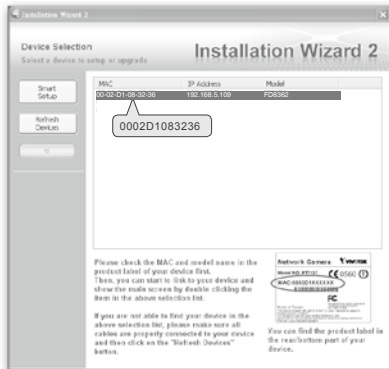 Installation Wizard 2
Device Selection
Select a device to setup or upgrade
Installation Wizard 2
MAC IP Address Model
00-02-D1-08-32-36 192.168.5.109 FD8362
0002D1083236
Smart
Setup
Refresh
Devices
Please check the MAC and model name in the
product label of your device first.
Then, you can start to link to your device and
show the main screen by double clicking the
item in the above selection list.
If you are not able to find your device in the
above selection list, please make sure all
cables are properly connected to your device
and then click on the "Refresh Devices"
button.
Network Camera VIVOTEK
0560
MAC:0002D1XXXXXX
FC
You can find the product label in
the rear/bottom part of your
device.